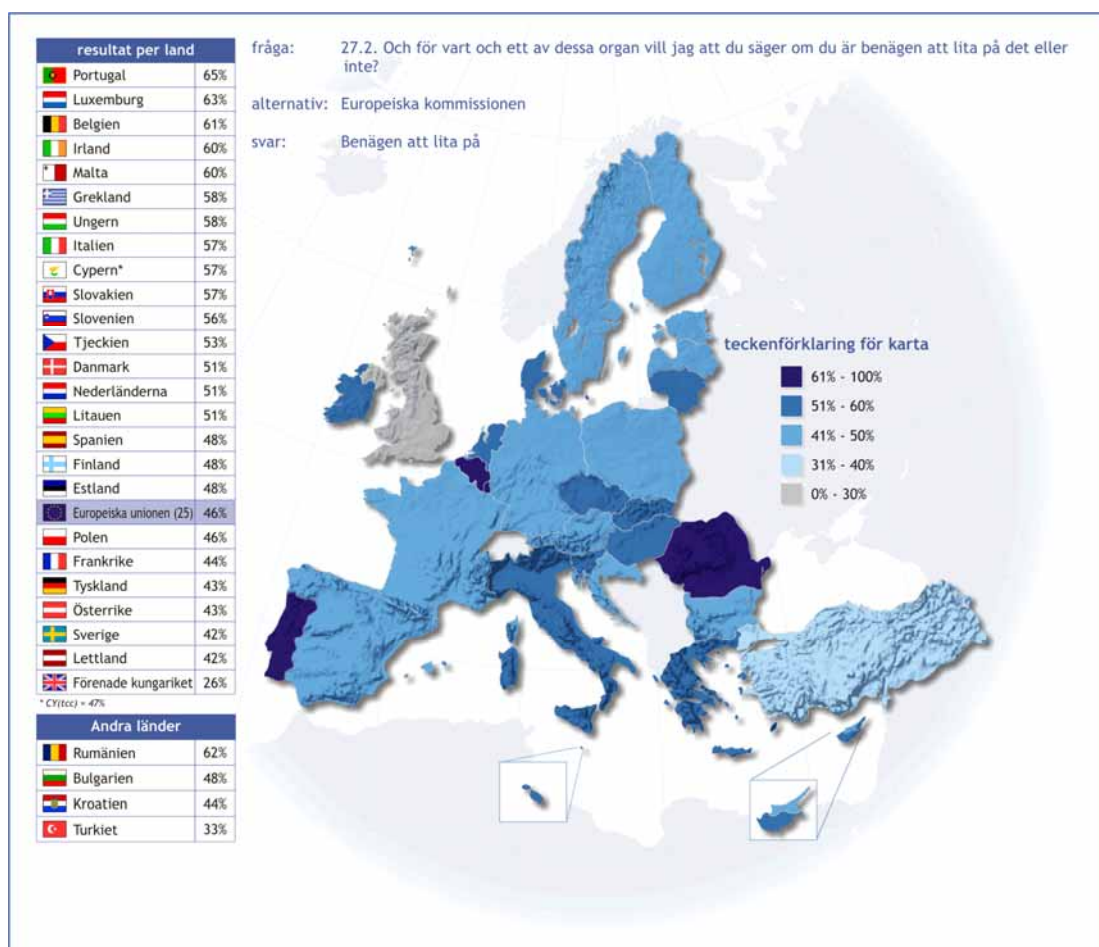 resultat per land
Portugal 65%
Luxemburg 63%
Belgien 61%
Irland 60%
Malta 60%
Grekland 58%
Ungern 58%
Italien 57%
Cypern* 57%
Slovakien 57%
Slovenien 56%
Tjeckien 53%
Danmark 51%
Nederländerna 51%
Litauen 51%
Spanien 48%
Finland 48%
Estland 48%
Europeiska unionen (25) 46%
Polen 46%
Frankrike 44%
Tyskland 43%
Österrike 43%
Sverige 42%
Lettland 42%
Förenade kungariket 26%
* CY(tcc) = 47%
Andra länder
Rumänien 62%
Bulgarien 48%
Kroatien 44%
Turkiet 33%
fråga: 27.2. Och för vart och ett av dessa organ vill jag att du säger om du är benägen att lita på det eller
inte?
alternativ: Europeiska kommissionen
svar: Benägen att lita på
teckenförklaring för karta
61% - 100%
51% - 60%
41% - 50%
31% - 40%
0% - 30%